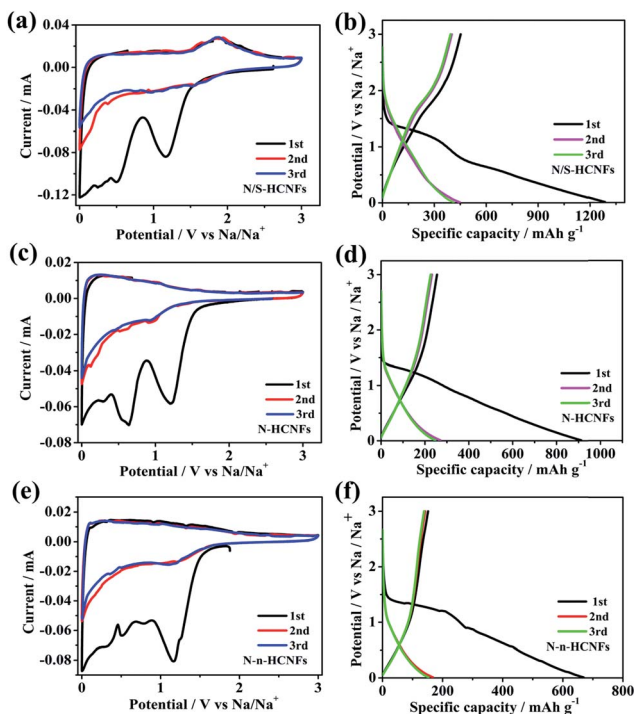 (a)
0.04
0.00
-0.04
-0.08
-0.12
Current / mA
0
1
2
3
Potential / V vs Na/Na⁺
1st
2nd
3rd
N/S-HCNFs
(b)
3
2
1
0
Potential / V vs Na / Na⁺
0 300 600 900 1200
Specific capacity / mAh g⁻¹
1st
2nd
3rd
N/S-HCNFs
(c)
0.02
0.00
-0.02
-0.04
-0.06
-0.08
Current / mA
0 1 2 3
Potential / V vs Na/Na⁺
1st
2nd
3rd
N-HCNFs
(d)
3
2
1
0
Potential / V vs Na / Na⁺
0 200 400 600 800 1000
Specific capacity / mAh g⁻¹
1st
2nd
3rd
N-HCNFs
(e)
0.04
0.00
-0.04
-0.08
Current / mA
0 1 2 3
Potential / V vs Na/Na⁺
1st
2nd
3rd
N-n-HCNFs
(f)
3
2
1
0
Potential / V vs Na / Na⁺
0 200 400 600 800
Specific capacity / mAh g⁻¹
1st
2nd
3rd
N-n-HCNFs